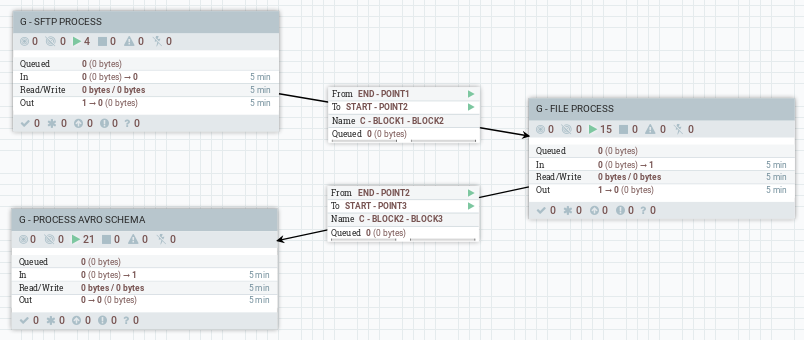 G - SFTP PROCESS
0 0 4 0 0 0
Queued 0 (0 bytes)
In 0 (0 bytes) → 0 5 min
Read/Write 0 bytes / 0 bytes 5 min
Out 1 → 0 (0 bytes) 5 min
0 0 0 0 ? 0
From END - POINT1
To START - POINT2
Name C - BLOCK1 - BLOCK2
Queued 0 (0 bytes)
G - FILE PROCESS
0 0 15 0 0 0
Queued 0 (0 bytes)
In 0 (0 bytes) → 1 5 min
Read/Write 0 bytes / 0 bytes 5 min
Out 1 → 0 (0 bytes) 5 min
0 0 0 0 ? 0
From END - POINT2
To START - POINT3
Name C - BLOCK2 - BLOCK3
Queued 0 (0 bytes)
G - PROCESS AVRO SCHEMA
0 0 21 0 0 0
Queued 0 (0 bytes)
In 0 (0 bytes) → 1 5 min
Read/Write 0 bytes / 0 bytes 5 min
Out 0 → 0 (0 bytes) 5 min
0 0 0 0 ? 0